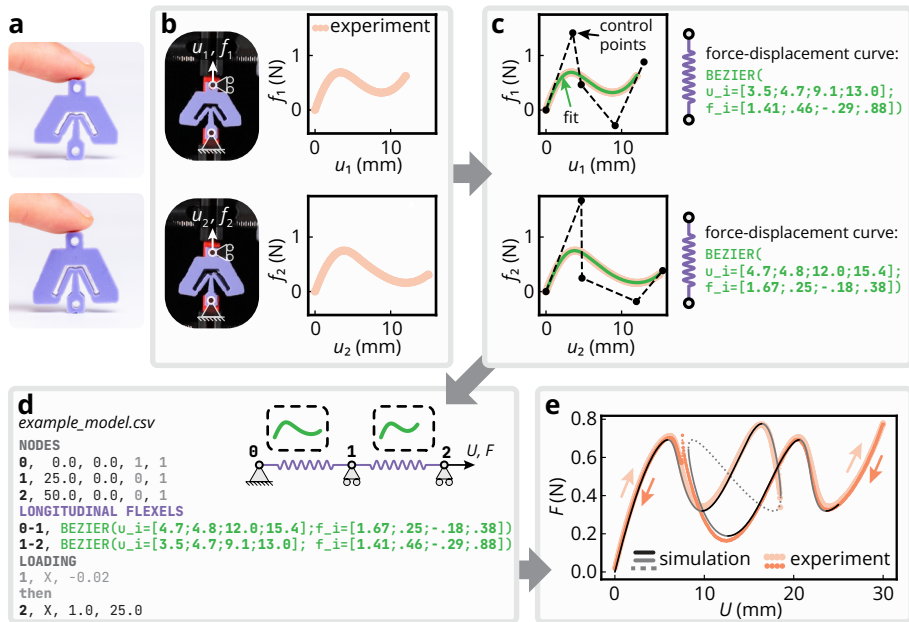 a
b
u1, f1
experiment
f1 (N)
1
0
0
10
u1 (mm)
u2, f2
f2 (N)
1
0
0
10
u2 (mm)
c
control
points
fit
f1 (N)
1
0
0
10
u1 (mm)
force-displacement curve:
BEZIER(
u_i=[3.5;4.7;9.1;13.0];
f_i=[1.41;.46;-.29;.88])
f2 (N)
1
0
0
10
u2 (mm)
force-displacement curve:
BEZIER(
u_i=[4.7;4.8;12.0;15.4];
f_i=[1.67;.25;-.18;.38])
d
example_model.csv
NODES
0, 0.0, 0.0, 1, 1
1, 25.0, 0.0, 0, 1
2, 50.0, 0.0, 0, 1
LONGITUDINAL FLEXELS
0-1, BEZIER(u_i=[4.7;4.8;12.0;15.4];f_i=[1.67;.25;-.18;.38])
1-2, BEZIER(u_i=[3.5;4.7;9.1;13.0]; f_i=[1.41;.46;-.29;.88])
LOADING
1, X, -0.02
then
2, X, 1.0, 25.0
0
1
2
U, F
e
F (N)
0.8
0.4
0.0
simulation
experiment
0
10
20
30
U (mm)